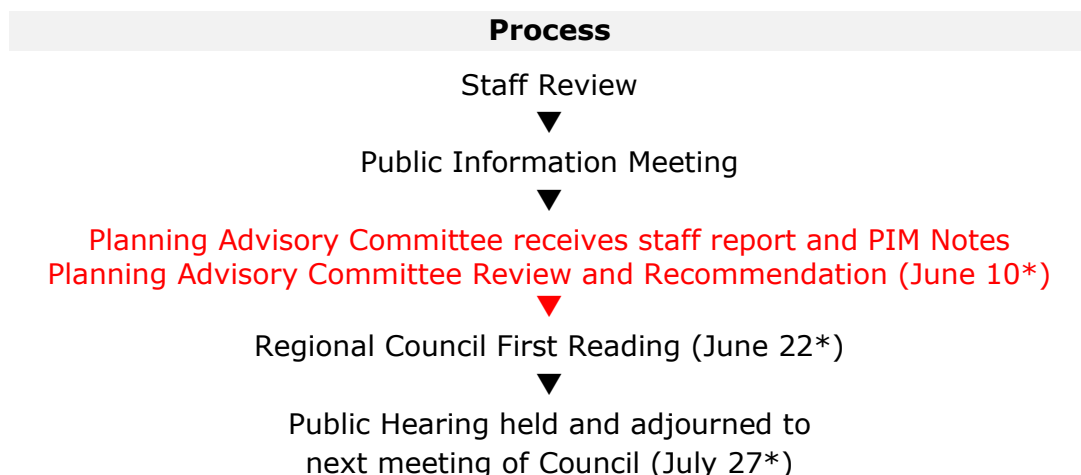 Process
Staff Review
Public Information Meeting
Planning Advisory Committee receives staff report and PIM Notes
Planning Advisory Committee Review and Recommendation (June 10*)
Regional Council First Reading (June 22*)
Public Hearing held and adjourned to
next meeting of Council (July 27*)